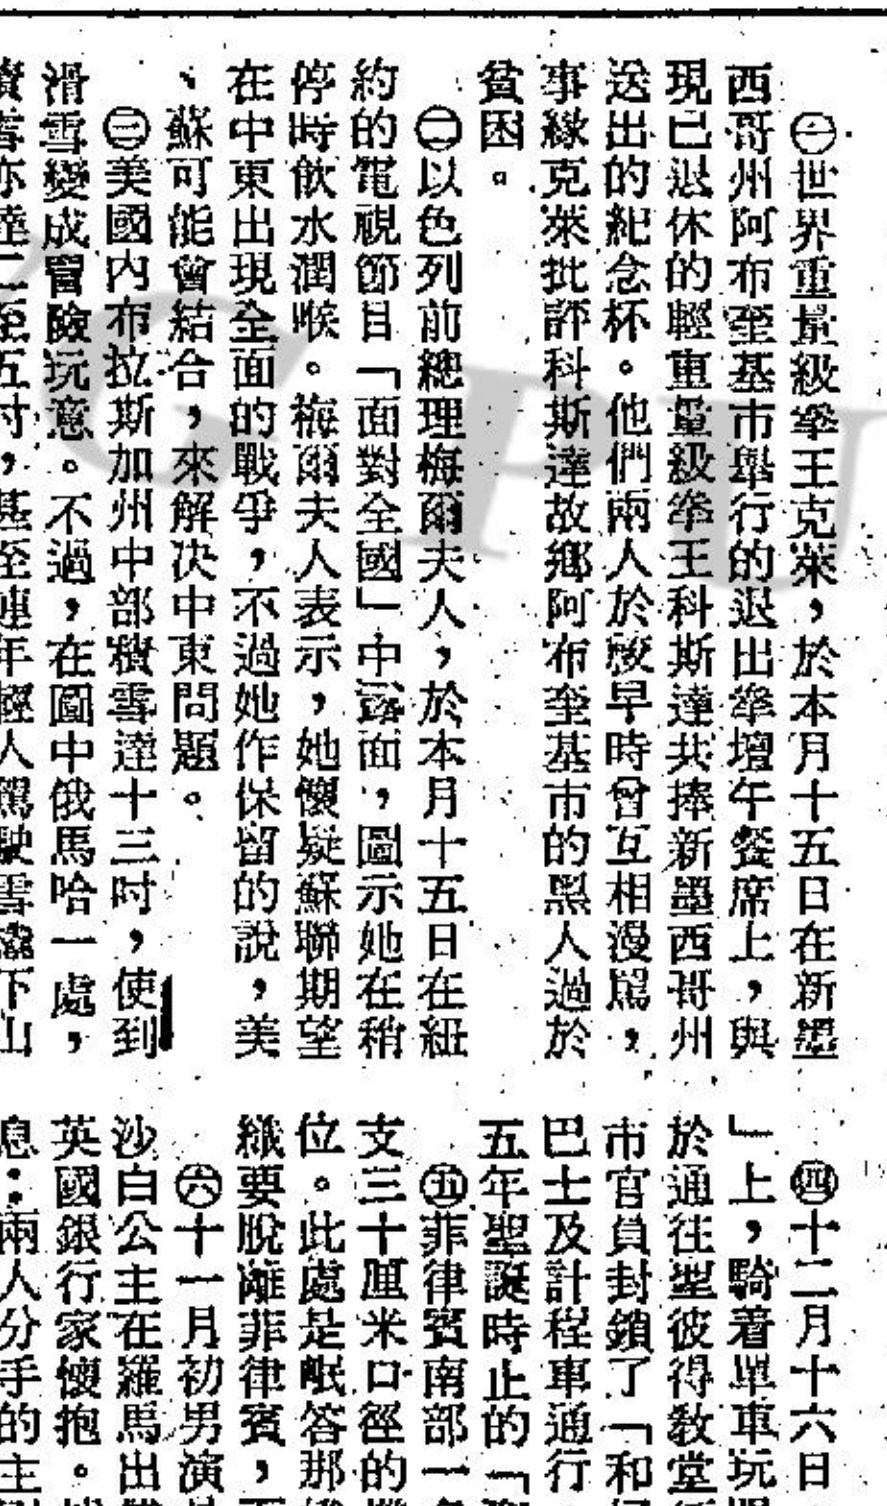 ㊀世界重量級拳王克萊，於本月十五日在新墨
西哥州阿布奎基市舉行的退出拳壇午餐席上，與
現已退休的輕重量級拳王科斯達共捧新墨西哥州
送出的紀念杯。他們兩人於較早時曾互相漫駡，
事緣克萊批評科斯達故鄉阿布奎基市的黑人過於
貧困。
㊁以色列前總理梅爾夫人，於本月十五日在紐
約的電視節目「面對全國」中露面，圖示她在稍
停時飲水潤喉。梅爾夫人表示，她懷疑蘇聯期望
在中東出現全面的戰爭，不過她作保留的說，美
、蘇可能會結合，來解决中東問題。
㊂美國內布拉斯加州中部積雪達十三吋，使到
滑雪變成冒險玩意。不過，在圖中俄馬哈一處，
積雪亦達二至五吋，甚至連年輕人駕駛雪橇下山
㊃十二月十六日
」上，騎着單車玩
於通往聖彼得教堂
市官員封鎖了「和
巴士及計程車通行
五年聖誕時止的「
㊄菲律賓南部一
支三十厘米口徑的
位。此處是岷答那
織要脫離菲律賓，
㊅十一月初男演
沙白公主在羅馬出
英國銀行家懷抱。
息：兩人分手的主
GPU